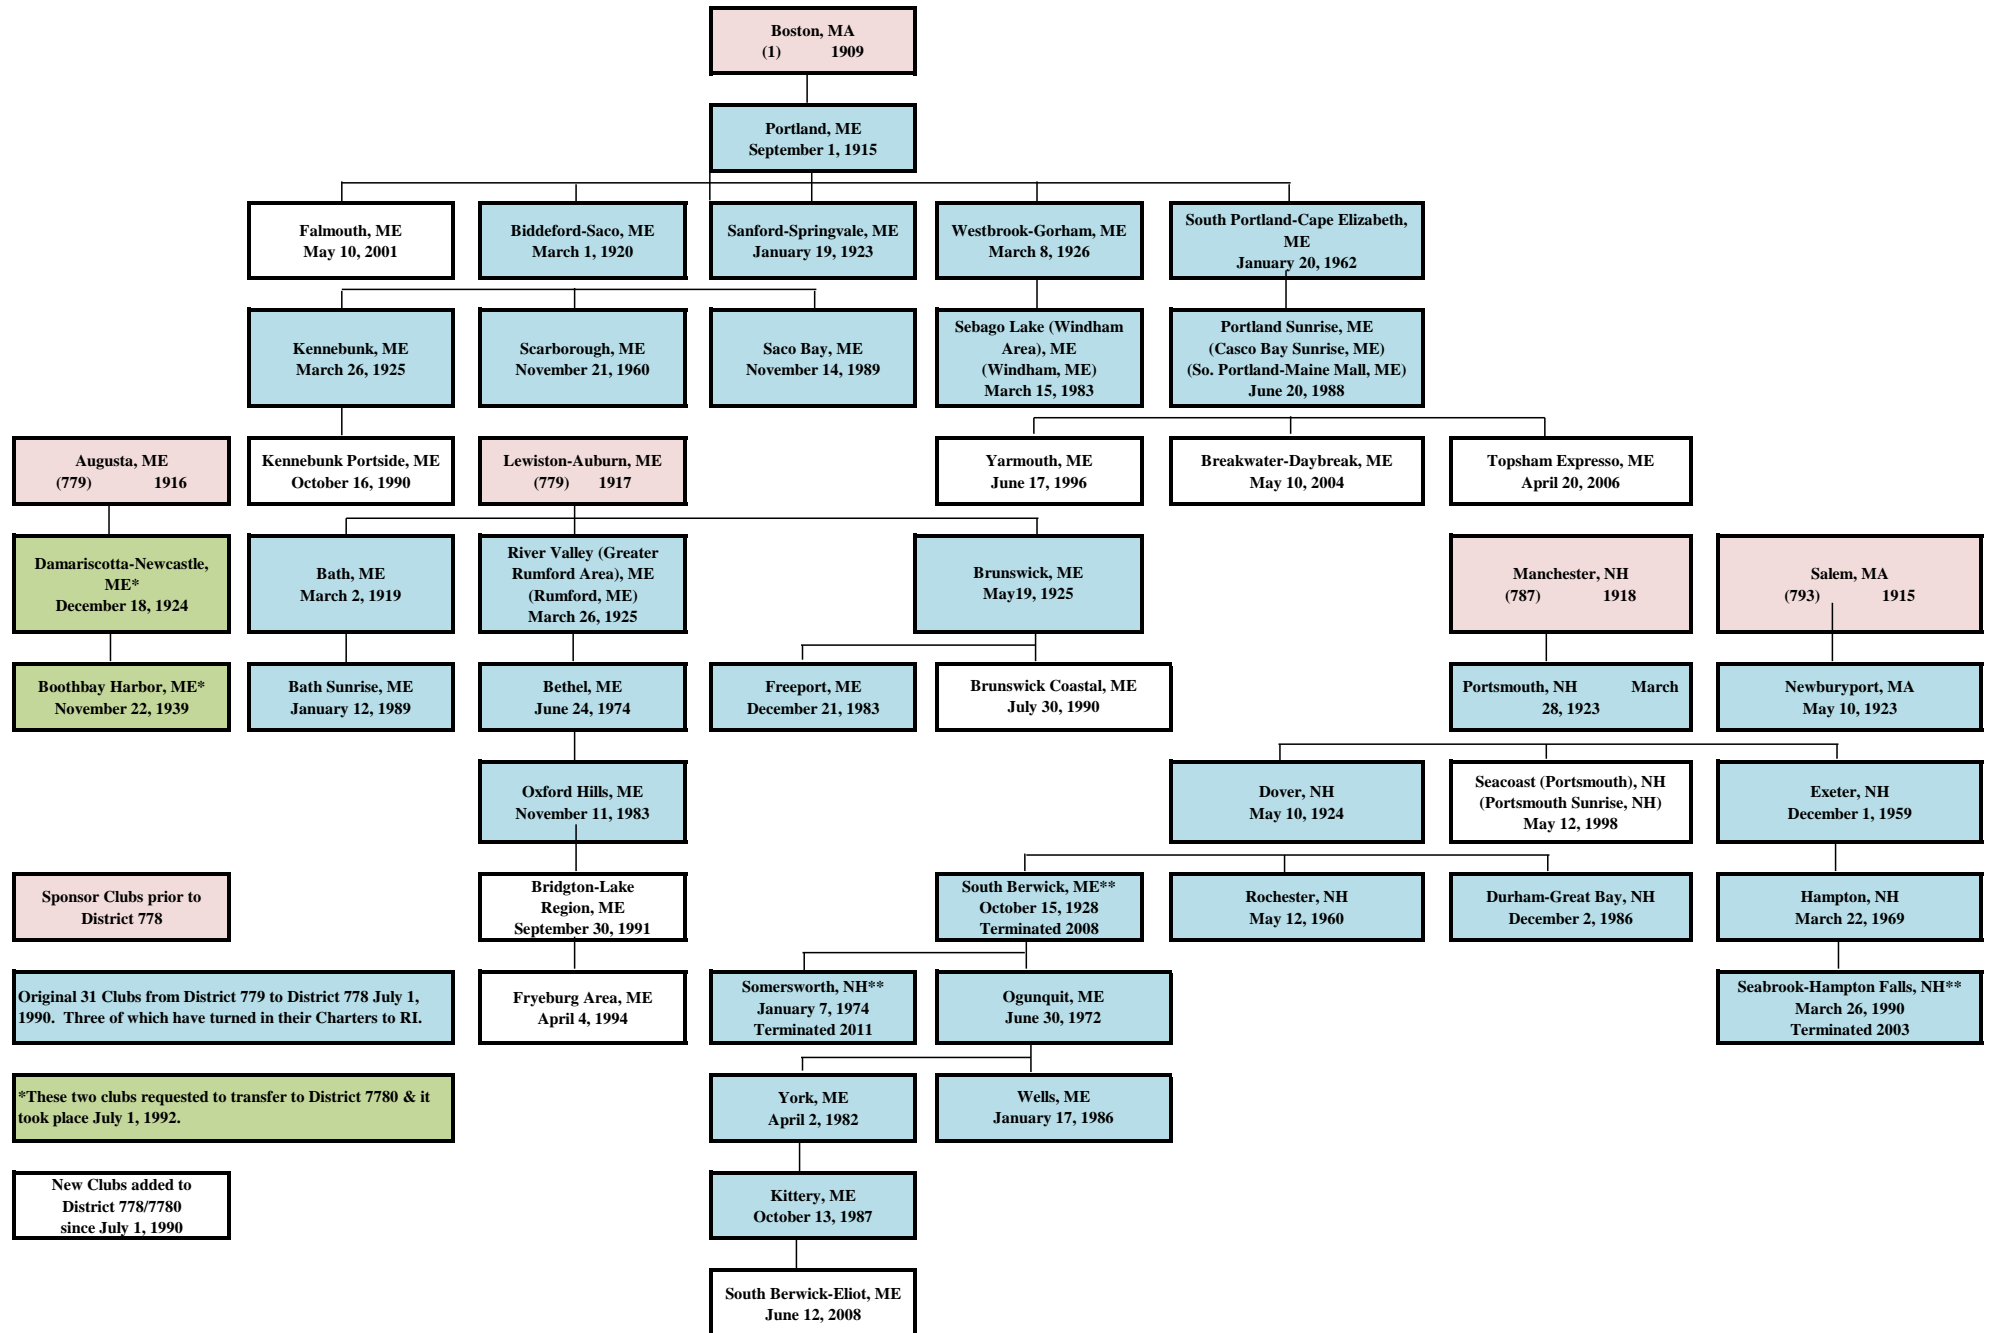 Boston, MA
(1) 1909
Portland, ME
September 1, 1915
Falmouth, ME
May 10, 2001
Biddeford-Saco, ME
March 1, 1920
Sanford-Springvale, ME
January 19, 1923
Westbrook-Gorham, ME
March 8, 1926
South Portland-Cape Elizabeth,
ME
January 20, 1962
Kennebunk, ME
March 26, 1925
Scarborough, ME
November 21, 1960
Saco Bay, ME
November 14, 1989
Sebago Lake (Windham
Area), ME
(Windham, ME)
March 15, 1983
Portland Sunrise, ME
(Casco Bay Sunrise, ME)
(So. Portland-Maine Mall, ME)
June 20, 1988
Augusta, ME
(779) 1916
Kennebunk Portside, ME
October 16, 1990
Lewiston-Auburn, ME
(779) 1917
Yarmouth, ME
June 17, 1996
Breakwater-Daybreak, ME
May 10, 2004
Topsham Expresso, ME
April 20, 2006
Damariscotta-Newcastle,
ME*
December 18, 1924
Bath, ME
March 2, 1919
River Valley (Greater
Rumford Area), ME
(Rumford, ME)
March 26, 1925
Brunswick, ME
May19, 1925
Manchester, NH
(787) 1918
Salem, MA
(793) 1915
Boothbay Harbor, ME*
November 22, 1939
Bath Sunrise, ME
January 12, 1989
Bethel, ME
June 24, 1974
Freeport, ME
December 21, 1983
Brunswick Coastal, ME
July 30, 1990
Portsmouth, NH March
28, 1923
Newburyport, MA
May 10, 1923
Oxford Hills, ME
November 11, 1983
Dover, NH
May 10, 1924
Seacoast (Portsmouth), NH
(Portsmouth Sunrise, NH)
May 12, 1998
Exeter, NH
December 1, 1959
Sponsor Clubs prior to
District 778
Bridgton-Lake
Region, ME
September 30, 1991
South Berwick, ME**
October 15, 1928
Terminated 2008
Rochester, NH
May 12, 1960
Durham-Great Bay, NH
December 2, 1986
Hampton, NH
March 22, 1969
Original 31 Clubs from District 779 to District 778 July 1,
1990. Three of which have turned in their Charters to RI.
Fryeburg Area, ME
April 4, 1994
Somersworth, NH**
January 7, 1974
Terminated 2011
Ogunquit, ME
June 30, 1972
Seabrook-Hampton Falls, NH**
March 26, 1990
Terminated 2003
*These two clubs requested to transfer to District 7780 & it
took place July 1, 1992.
York, ME
April 2, 1982
Wells, ME
January 17, 1986
New Clubs added to
District 778/7780
since July 1, 1990
Kittery, ME
October 13, 1987
South Berwick-Eliot, ME
June 12, 2008